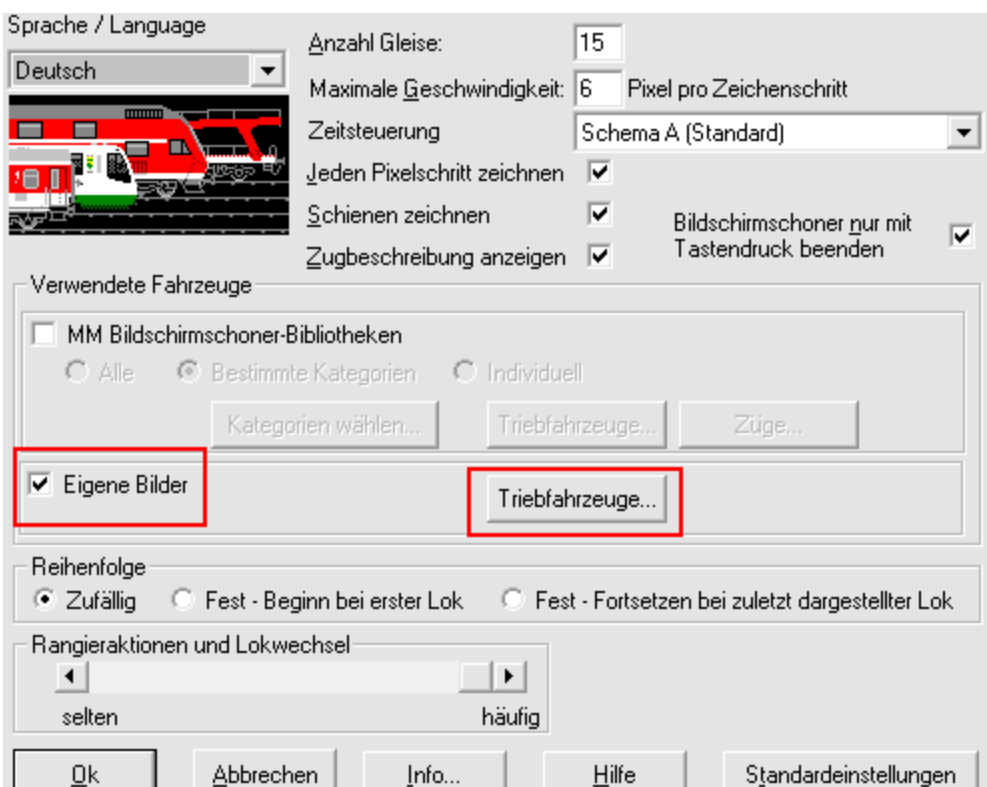 Sprache / Language
Deutsch
Anzahl Gleise: 15
Maximale Geschwindigkeit: 6 Pixel pro Zeichenschritt
Zeitsteuerung Schema A (Standard)
Jeden Pixelschritt zeichnen
Schienen zeichnen
Zugbeschreibung anzeigen
Bildschirmschoner nur mit
Tastendruck beenden
Verwendete Fahrzeuge
MM Bildschirmschoner-Bibliotheken
Alle Bestimmte Kategorien Individuell
Kategorien wählen... Triebfahrzeuge... Züge...
Eigene Bilder Triebfahrzeuge...
Reihenfolge
Zufällig Fest - Beginn bei erster Lok Fest - Fortsetzen bei zuletzt dargestellter Lok
Rangieraktionen und Lokwechsel
selten häufig
Ok Abbrechen Info... Hilfe Standardeinstellungen